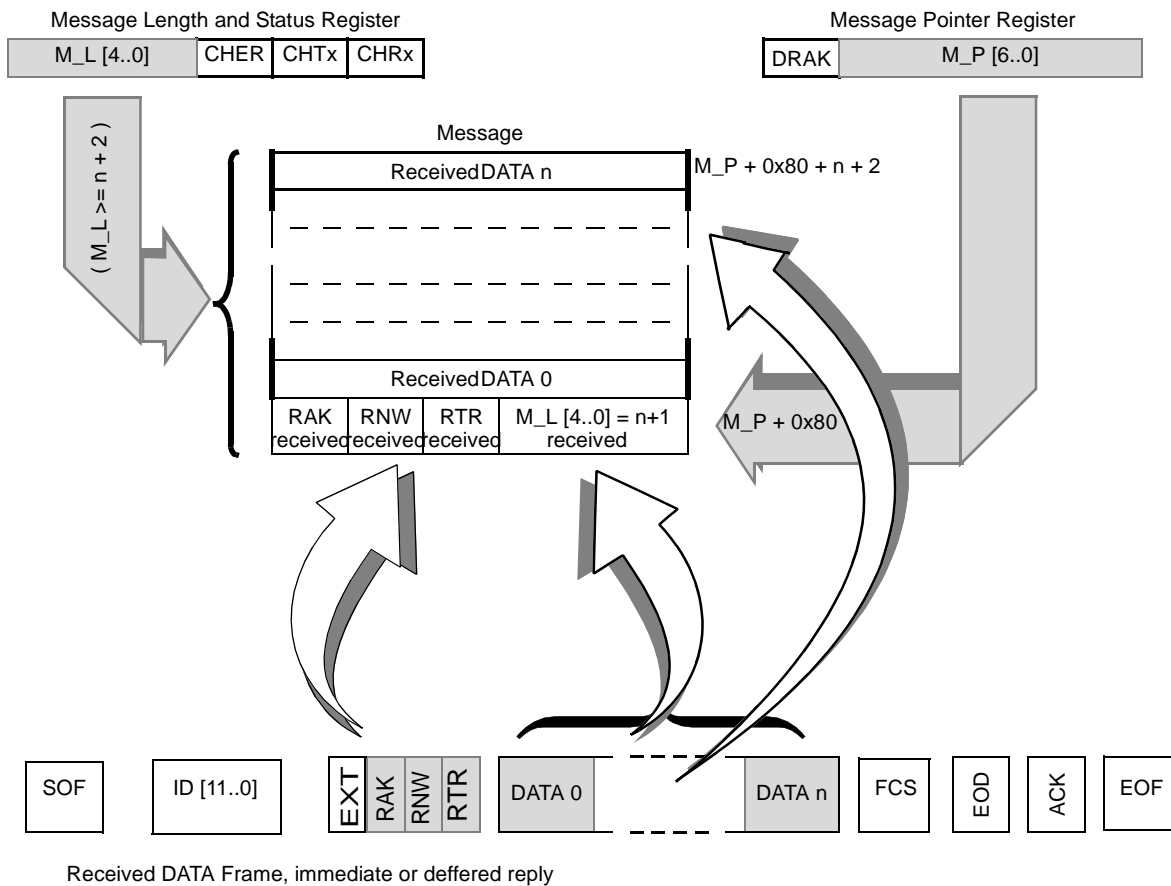 Message Length and Status Register
Message Pointer Register
M_L [4..0] CHER CHTx CHRx
DRAK M_P [6..0]
( M_L >= n + 2 )
Message
ReceivedDATA n
M_P + 0x80 + n + 2
ReceivedDATA 0
RAK received
RNW received
RTR received
M_L [4..0] = n+1 received
M_P + 0x80
SOF
ID [11..0]
EXT
RAK
RNW
RTR
DATA 0
DATA n
FCS
EOD
ACK
EOF
Received DATA Frame, immediate or deffered reply